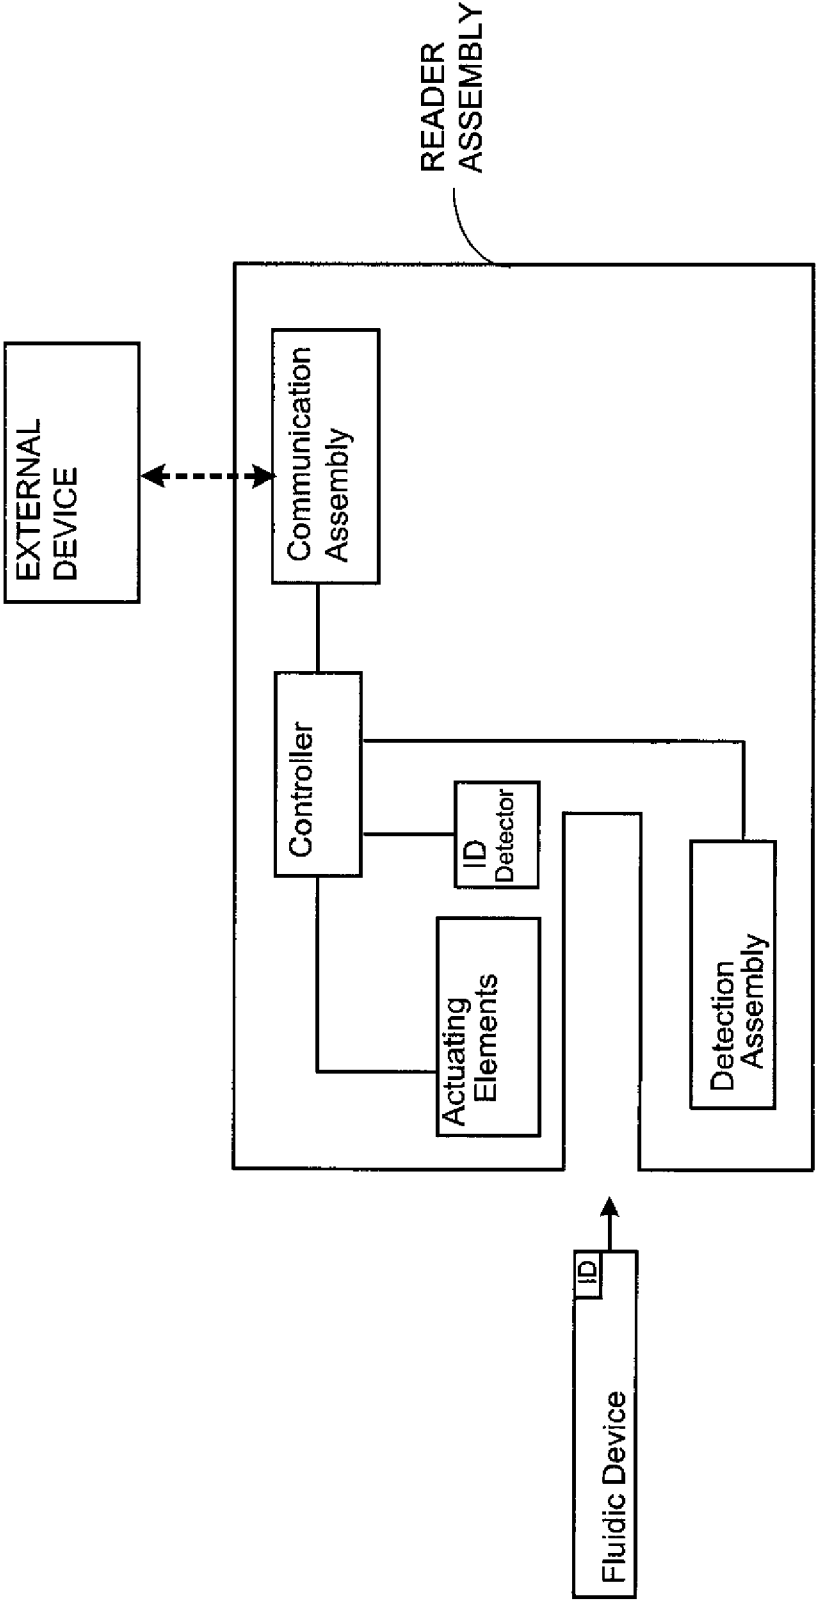 EXTERNAL
DEVICE
READER
ASSEMBLY
Communication
Assembly
Controller
ID
Detector
Actuating
Elements
Detection
Assembly
ID
Fluidic Device